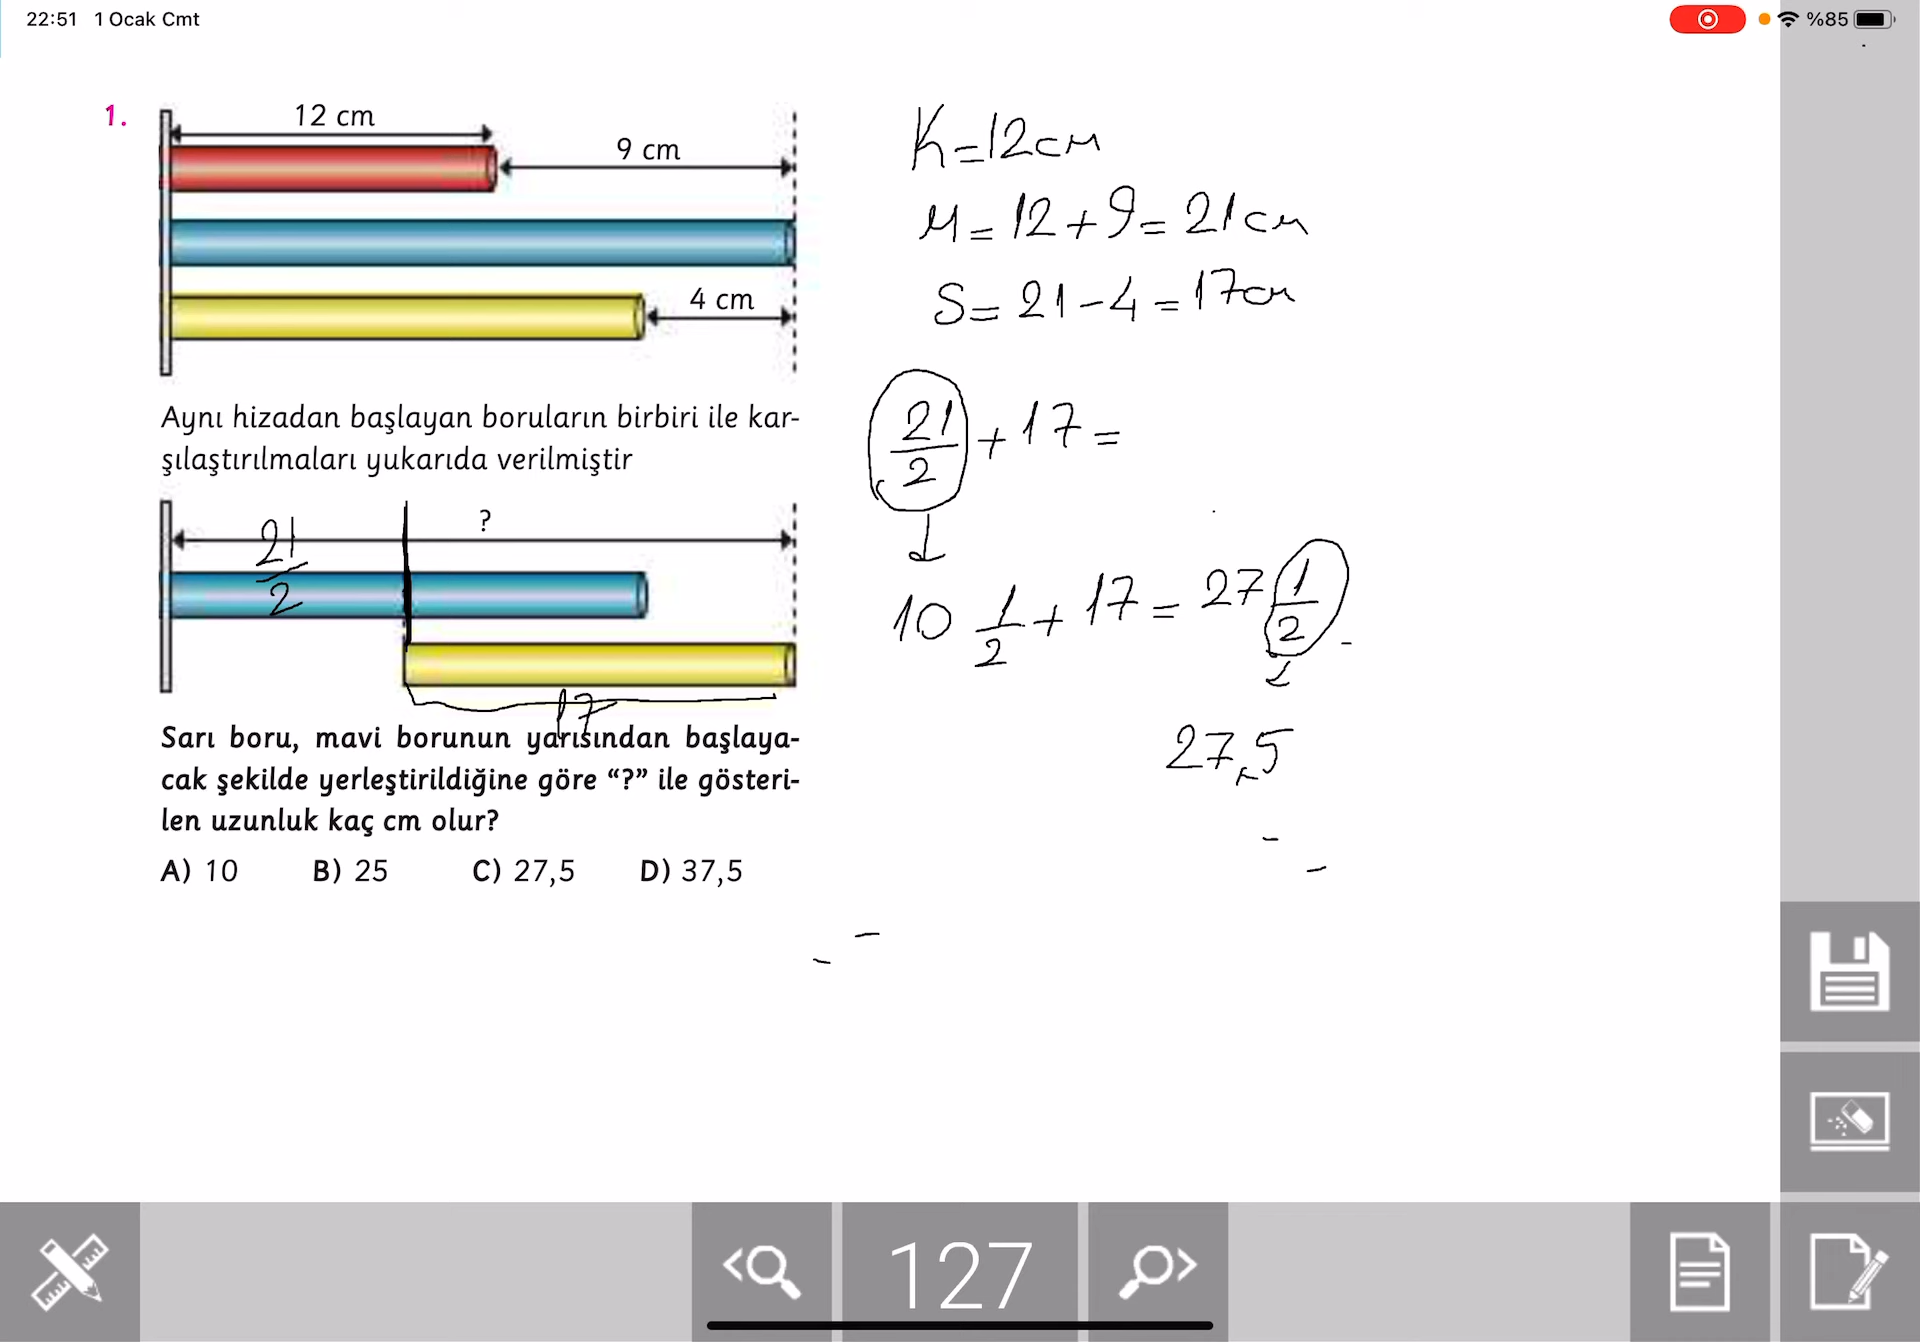 22:51 1 Ocak Cmt
%85
1.
12 cm
9 cm
4 cm
Aynı hizadan başlayan boruların birbiri ile kar-
şılaştırılmaları yukarıda verilmiştir
?
21/2
17
Sarı boru, mavi borunun yarısından başlaya-
cak şekilde yerleştirildiğine göre “?” ile gösteri-
len uzunluk kaç cm olur?
A) 10 B) 25 C) 27,5 D) 37,5
K=12cm
M=12+9=21cm
S=21-4=17cm
21/2+17=
10 1/2+17=27 1/2
27,5
127